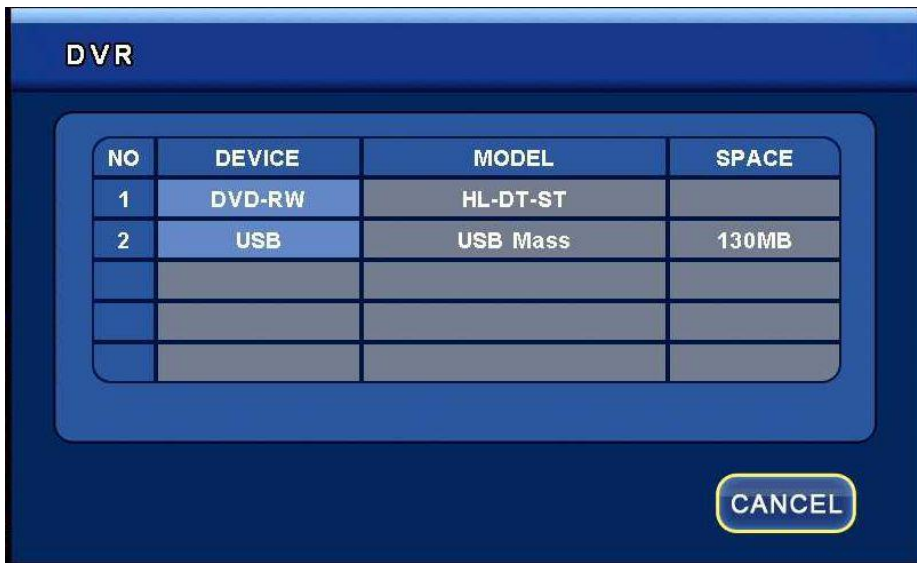 DVR
NO DEVICE MODEL SPACE
1 DVD-RW HL-DT-ST
2 USB USB Mass 130MB
CANCEL